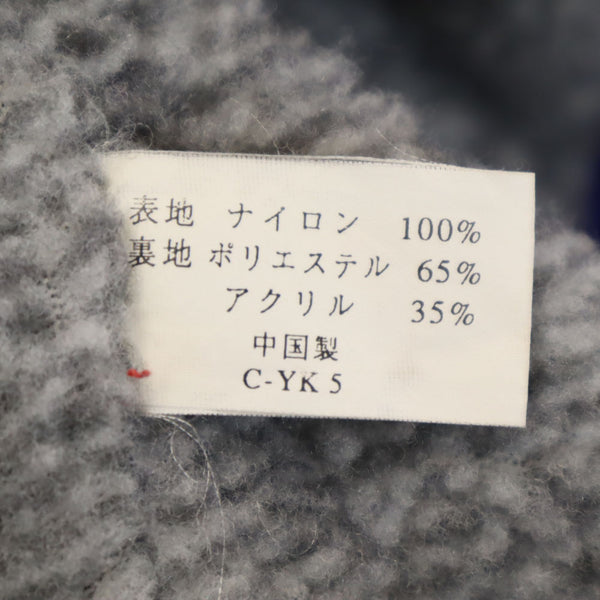 表地 ナイロン 100%
裏地 ポリエステル 65%
アクリル 35%
中国製
C-YK 5